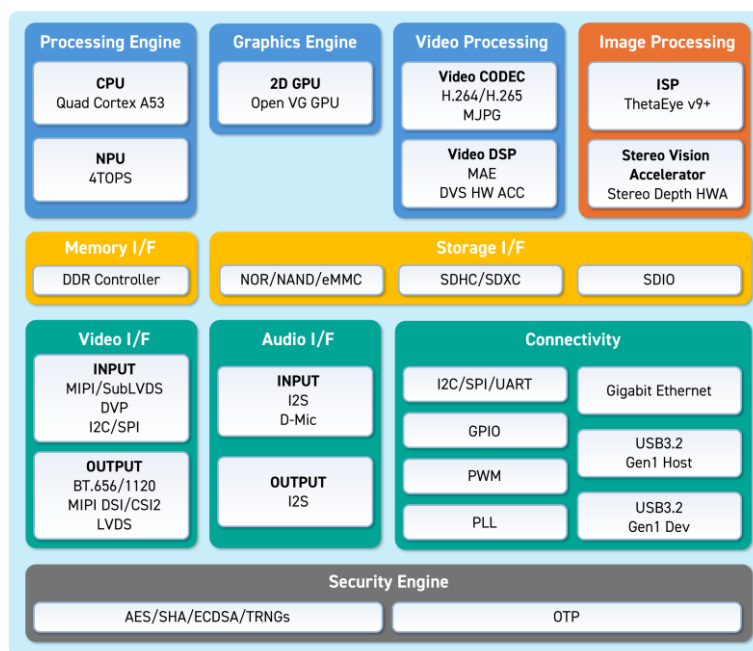 Processing Engine
CPU
Quad Cortex A53
NPU
4TOPS
Graphics Engine
2D GPU
Open VG GPU
Video Processing
Video CODEC
H.264/H.265
MJPG
Video DSP
MAE
DVS HW ACC
Image Processing
ISP
ThetaEye v9+
Stereo Vision
Accelerator
Stereo Depth HWA
Memory I/F
DDR Controller
Storage I/F
NOR/NAND/eMMC
SDHC/SDXC
SDIO
Video I/F
INPUT
MIPI/SubLVDS
DVP
I2C/SPI
OUTPUT
BT.656/1120
MIPI DSI/CSI2
LVDS
Audio I/F
INPUT
I2S
D-Mic
OUTPUT
I2S
Connectivity
I2C/SPI/UART
GPIO
PWM
PLL
Gigabit Ethernet
USB3.2
Gen1 Host
USB3.2
Gen1 Dev
Security Engine
AES/SHA/ECDSA/TRNGs
OTP